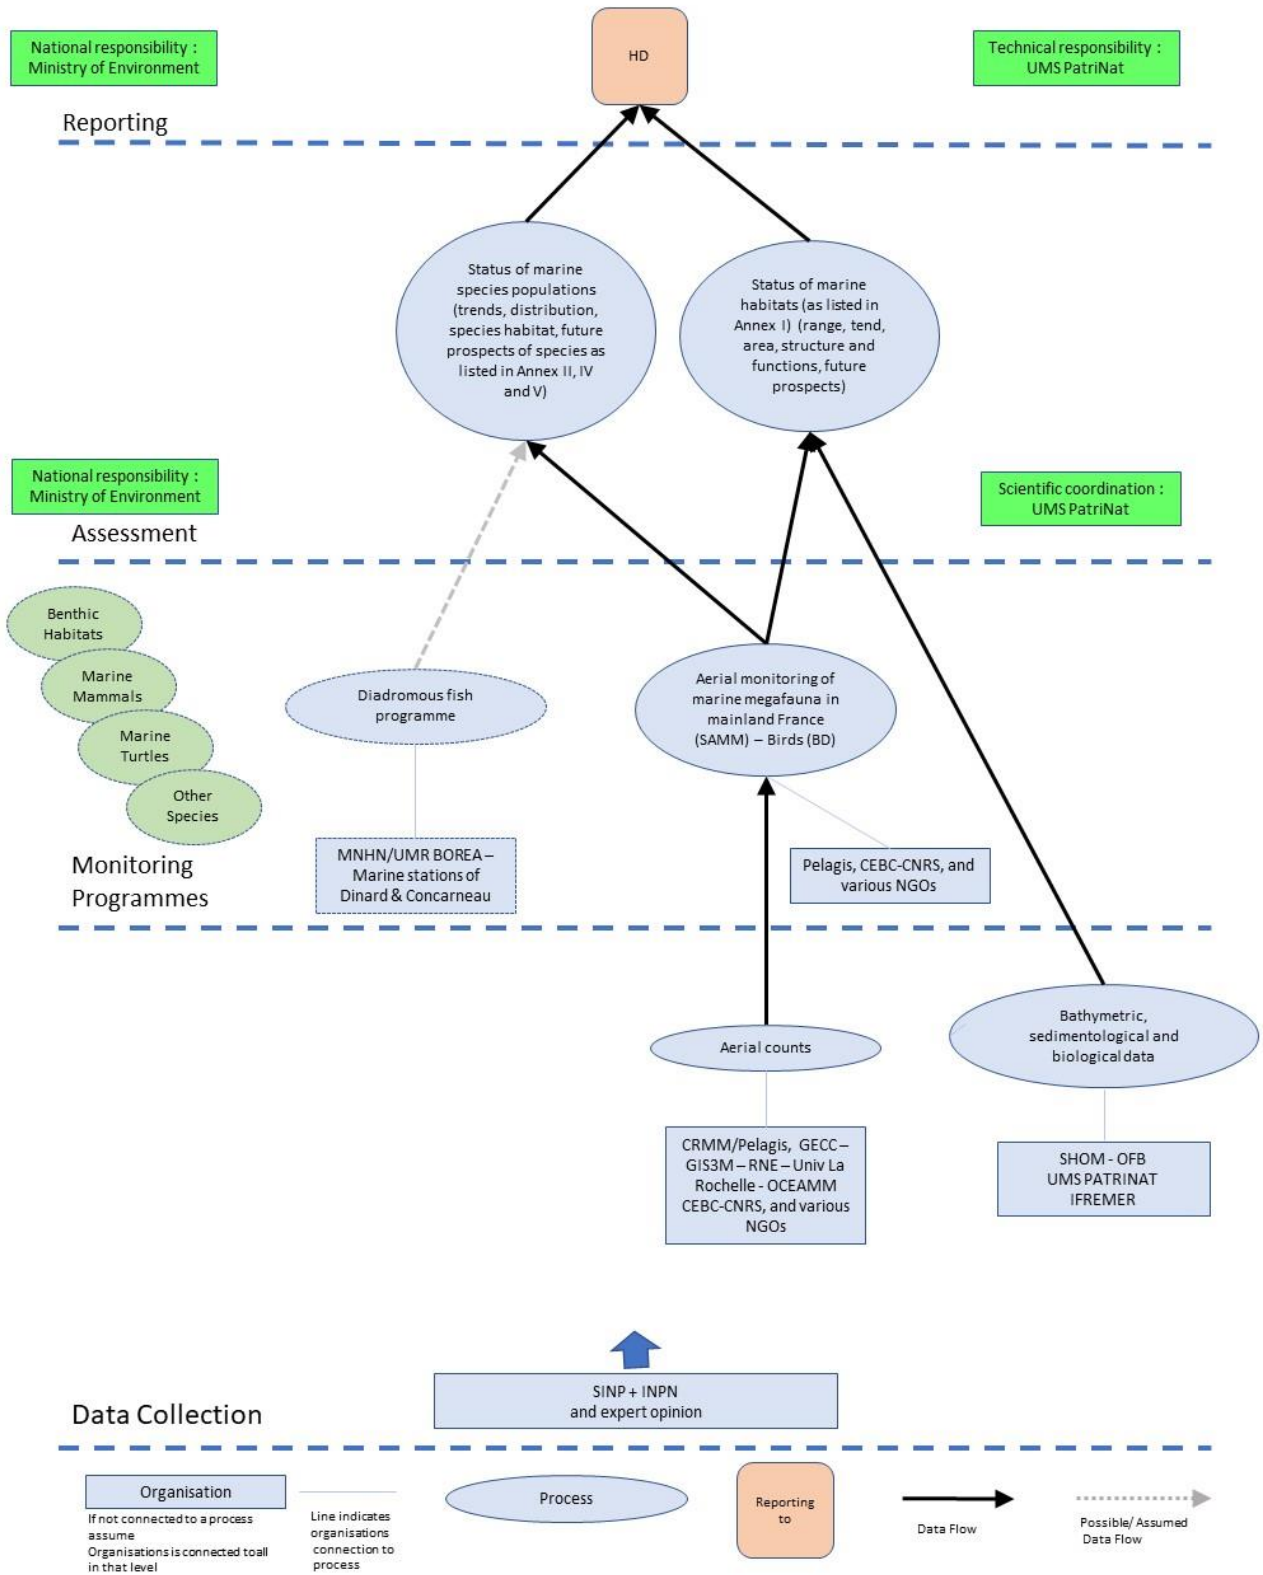 National responsibility :
Ministry of Environment
HD
Technical responsibility :
UMS PatriNat
Reporting
Status of marine
species populations
(trends, distribution,
species habitat, future
prospects of species as
listed in Annex II, IV
and V)
Status of marine
habitats (as listed in
Annex I) (range, tend,
area, structure and
functions, future
prospects)
National responsibility :
Ministry of Environment
Scientific coordination :
UMS PatriNat
Assessment
Benthic
Habitats
Marine
Mammals
Marine
Turtles
Other
Species
Diadromous fish
programme
Aerial monitoring of
marine megafauna in
mainland France
(SAMM) – Birds (BD)
MNHN/UMR BOREA –
Marine stations of
Dinard & Concarneau
Pelagis, CEBC-CNRS, and
various NGOs
Monitoring
Programmes
Aerial counts
Bathymetric,
sedimentological and
biological data
CRMM/Pelagis, GECC –
GIS3M – RNE – Univ La
Rochelle - OCEAMM
CEBC-CNRS, and various
NGOs
SHOM - OFB
UMS PATRINAT
IFREMER
SINP + INPN
and expert opinion
Data Collection
Organisation
If not connected to a process
assume
Organisations is connected to all
in that level
Line indicates
organisations
connection to
process
Process
Reporting
to
Data Flow
Possible/ Assumed
Data Flow